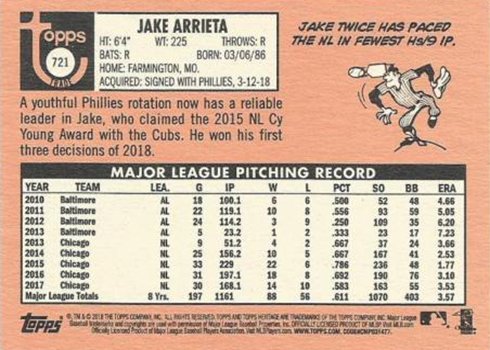 topps
721
TRADED
JAKE ARRIETA
HT: 6'4" WT: 225 THROWS: R
BATS: R BORN: 03/06/86
HOME: FARMINGTON, MO.
ACQUIRED: SIGNED WITH PHILLIES, 3-12-18
JAKE TWICE HAS PACED
THE NL IN FEWEST Hs/9 IP.
A youthful Phillies rotation now has a reliable
leader in Jake, who claimed the 2015 NL Cy
Young Award with the Cubs. He won his first
three decisions of 2018.
MAJOR LEAGUE PITCHING RECORD
YEAR TEAM LEA. G IP W L PCT SO BB ERA
2010 Baltimore AL 18 100.1 6 6 .500 52 48 4.66
2011 Baltimore AL 22 119.1 10 8 .556 93 59 5.05
2012 Baltimore AL 24 114.2 3 9 .250 109 35 6.20
2013 Baltimore AL 5 23.2 1 2 .333 23 17 7.23
2013 Chicago NL 9 51.2 4 2 .667 37 24 3.66
2014 Chicago NL 25 156.2 10 5 .667 167 41 2.53
2015 Chicago NL 33 229 22 6 .786 236 48 1.77
2016 Chicago NL 31 197.1 18 8 .692 190 76 3.10
2017 Chicago NL 30 168.1 14 10 .583 163 55 3.53
Major League Totals 8 Yrs. 197 1161 88 56 .611 1070 403 3.57
topps